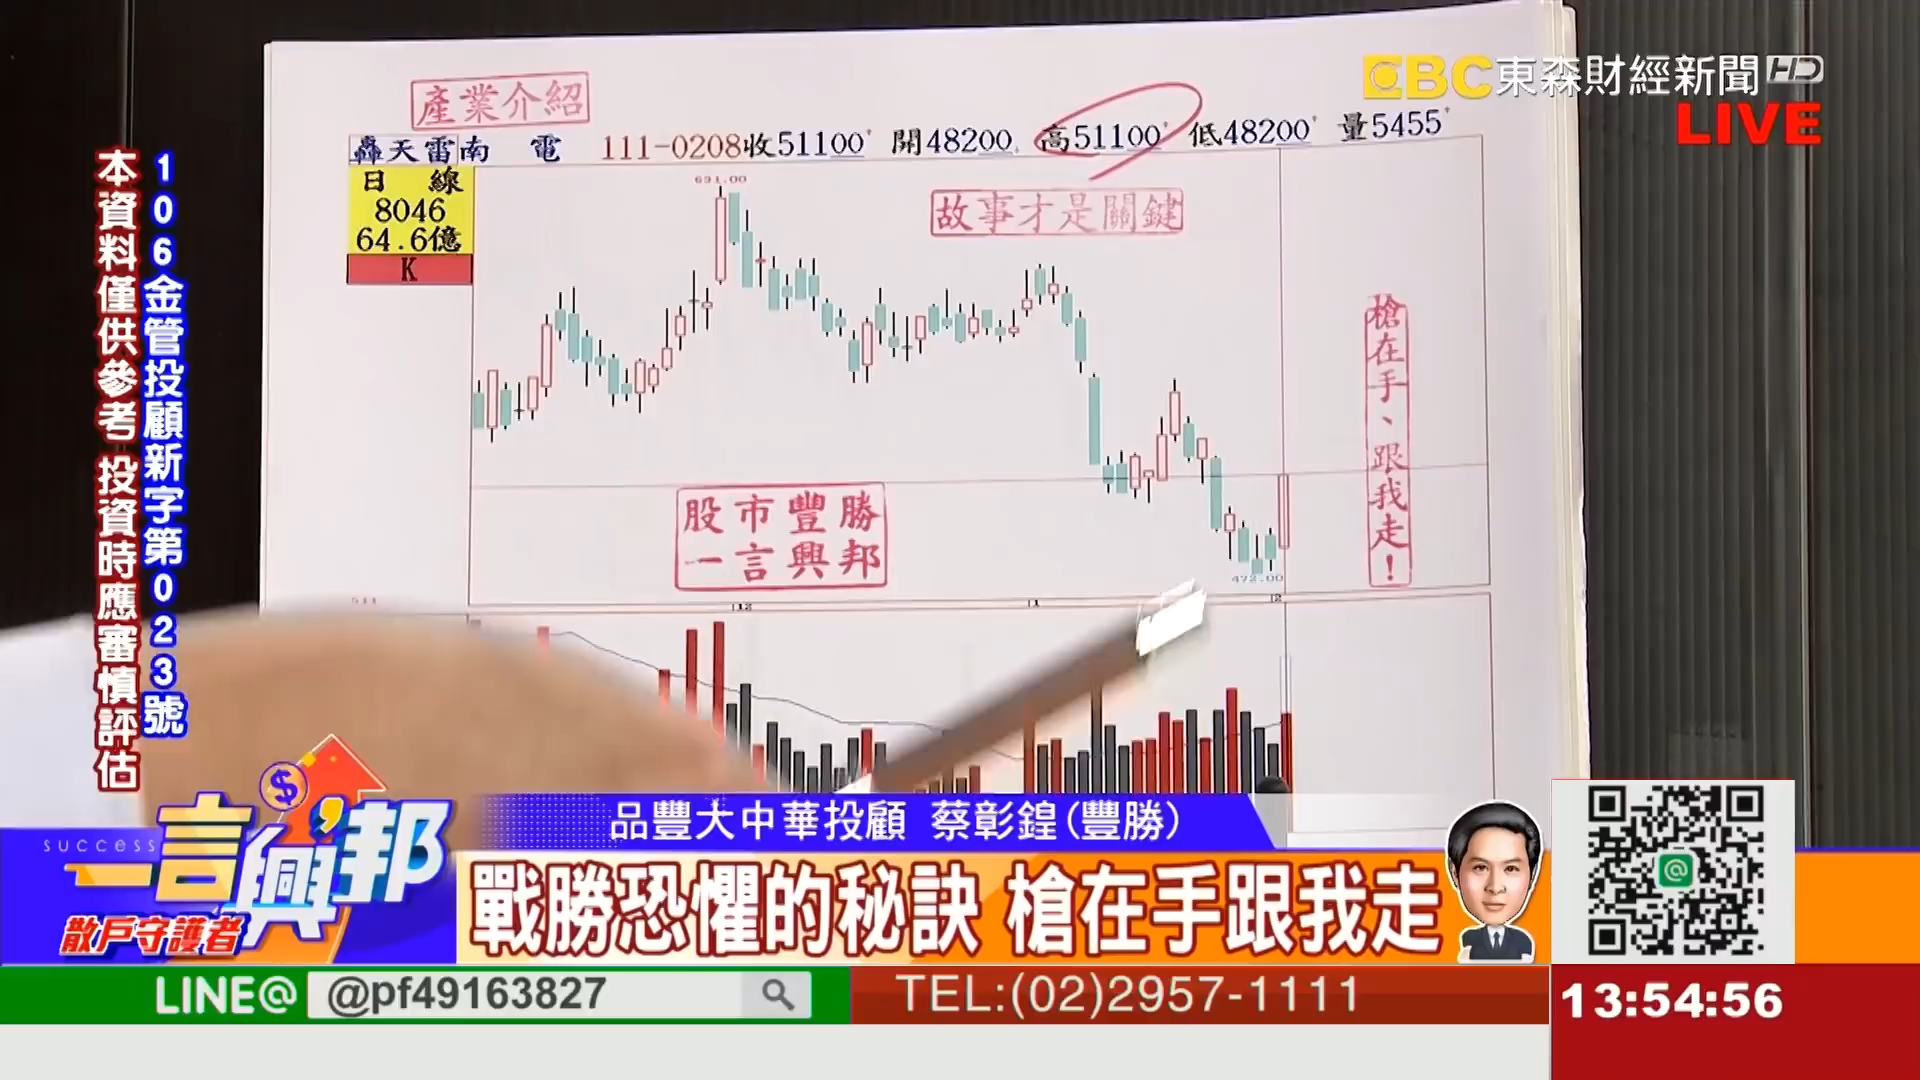 EBC東森財經新聞HD
LIVE
產業介紹
轟天雷南 電 111-0208收51100 開48200 高51100 低48200 量5455
日 線
8046
64.6億
K
691.00
故事才是關鍵
槍在手、跟我走!
股市豐勝
一言興邦
472.00
511
12
1
2
106金管投顧新字第023號
本資料僅供參考 投資時應審慎評估
$
success
一言興邦
散戶守護者
品豐大中華投顧 蔡彰鍠(豐勝)
戰勝恐懼的秘訣 槍在手跟我走
LINE@ @pf49163827
TEL:(02)2957-1111
@
13:54:56